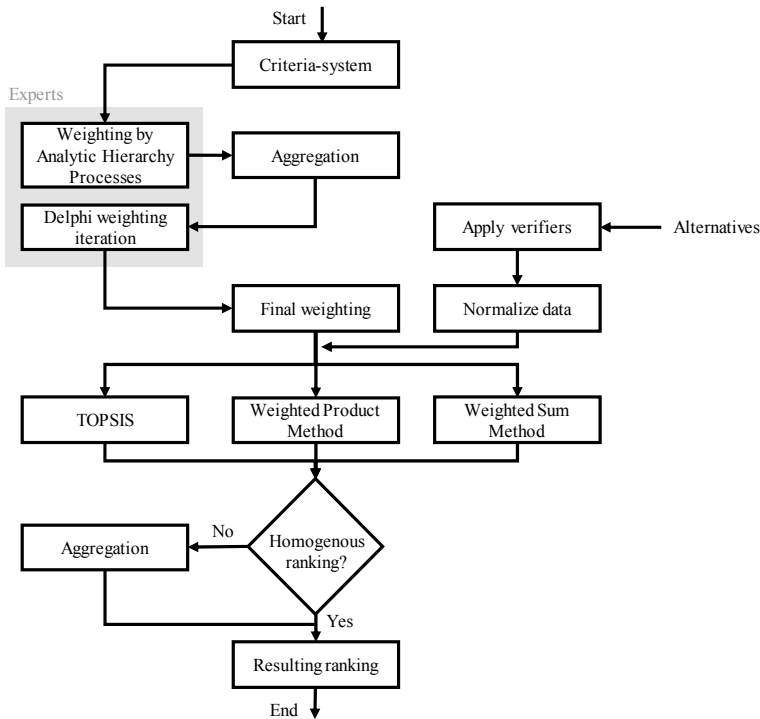 Start
Criteria-system
Experts
Weighting by
Analytic Hierarchy
Processes
Aggregation
Delphi weighting
iteration
Apply verifiers
Alternatives
Final weighting
Normalize data
TOPSIS
Weighted Product
Method
Weighted Sum
Method
No
Homogenous
ranking?
Aggregation
Yes
Resulting ranking
End